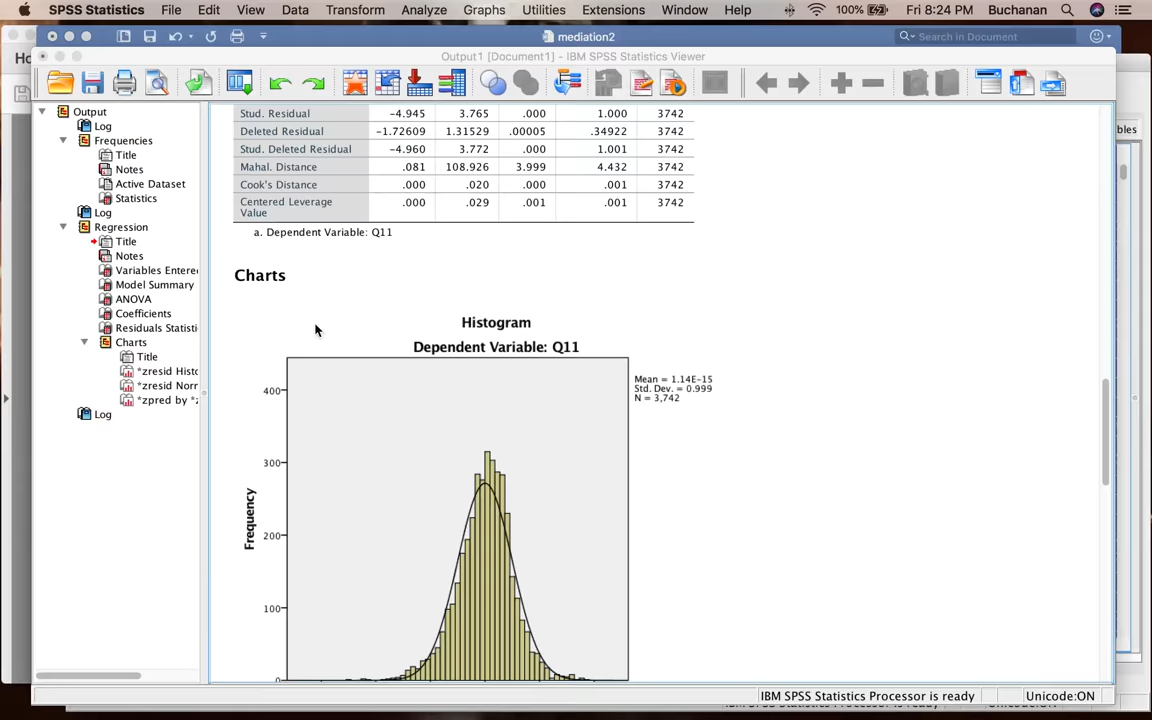 SPSS Statistics File Edit View Data Transform Analyze Graphs Utilities Extensions Window Help 100% Fri 8:24 PM Buchanan
mediation2 Search in Document
Output1 [Document1] - IBM SPSS Statistics Viewer
Output
Log
Frequencies
Title
Notes
Active Dataset
Statistics
Log
Regression
Title
Notes
Variables Entere
Model Summary
ANOVA
Coefficients
Residuals Statisti
Charts
Title
*zresid Hist
*zresid Norr
*zpred by *
Log
Stud. Residual -4.945 3.765 .000 1.000 3742
Deleted Residual -1.72609 1.31529 .00005 .34922 3742
Stud. Deleted Residual -4.960 3.772 .000 1.001 3742
Mahal. Distance .081 108.926 3.999 4.432 3742
Cook's Distance .000 .020 .000 .001 3742
Centered Leverage .000 .029 .001 .001 3742
Value
a. Dependent Variable: Q11
Charts
Histogram
Dependent Variable: Q11
Mean = 1.14E-15
Std. Dev. = 0.999
N = 3,742
Frequency
400
300
200
100
0
bles
IBM SPSS Statistics Processor is ready Unicode:ON